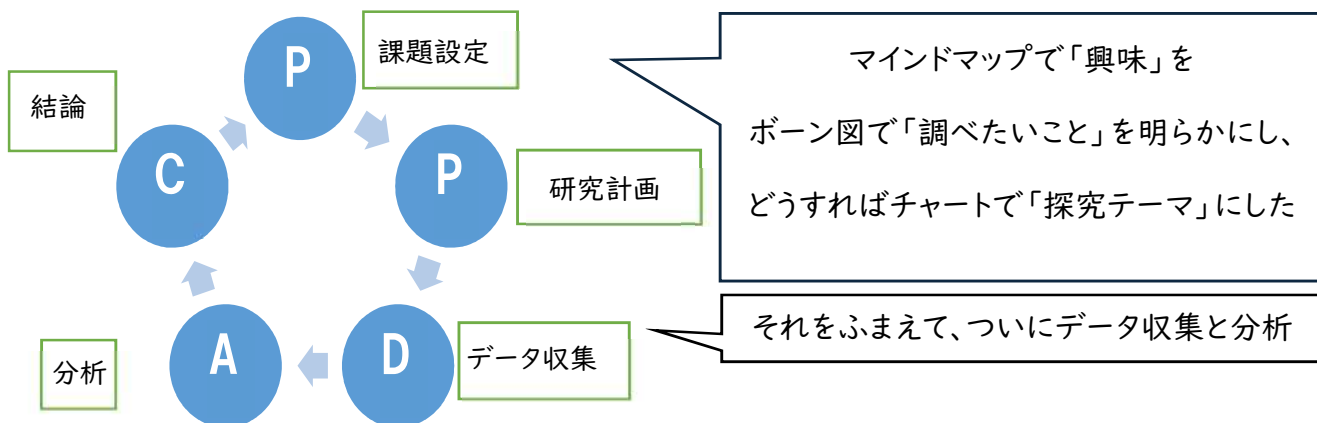 P
課題設定
P
研究計画
D
データ収集
A
分析
C
結論
マインドマップで「興味」を
ボーン図で「調べたいこと」を明らかにし、
どうすればチャートで「探究テーマ」にした
それをふまえて、ついにデータ収集と分析